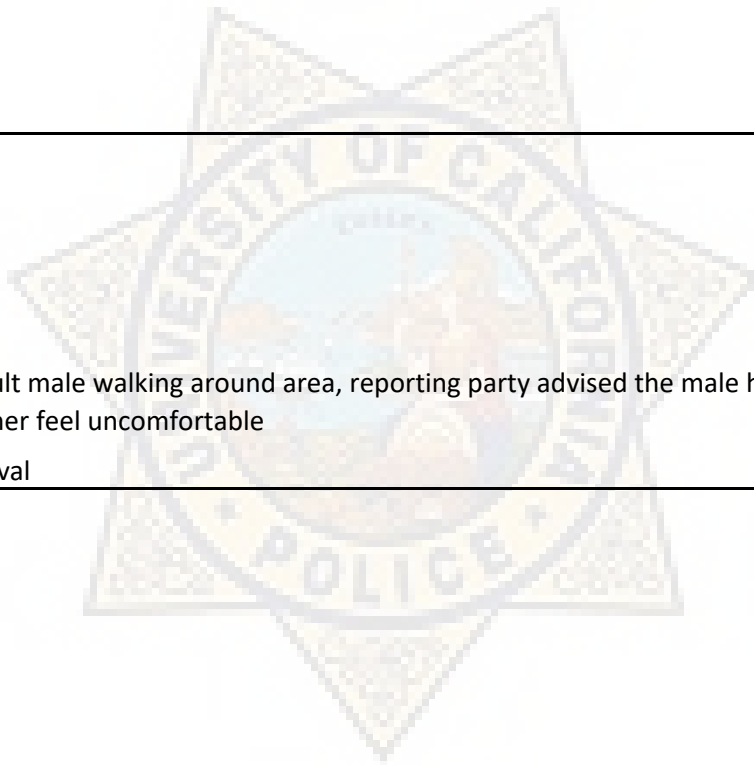 UNIVERSITY OF CALIFORNIA
ult male walking around area, reporting party advised the male h
her feel uncomfortable
val
POLICE